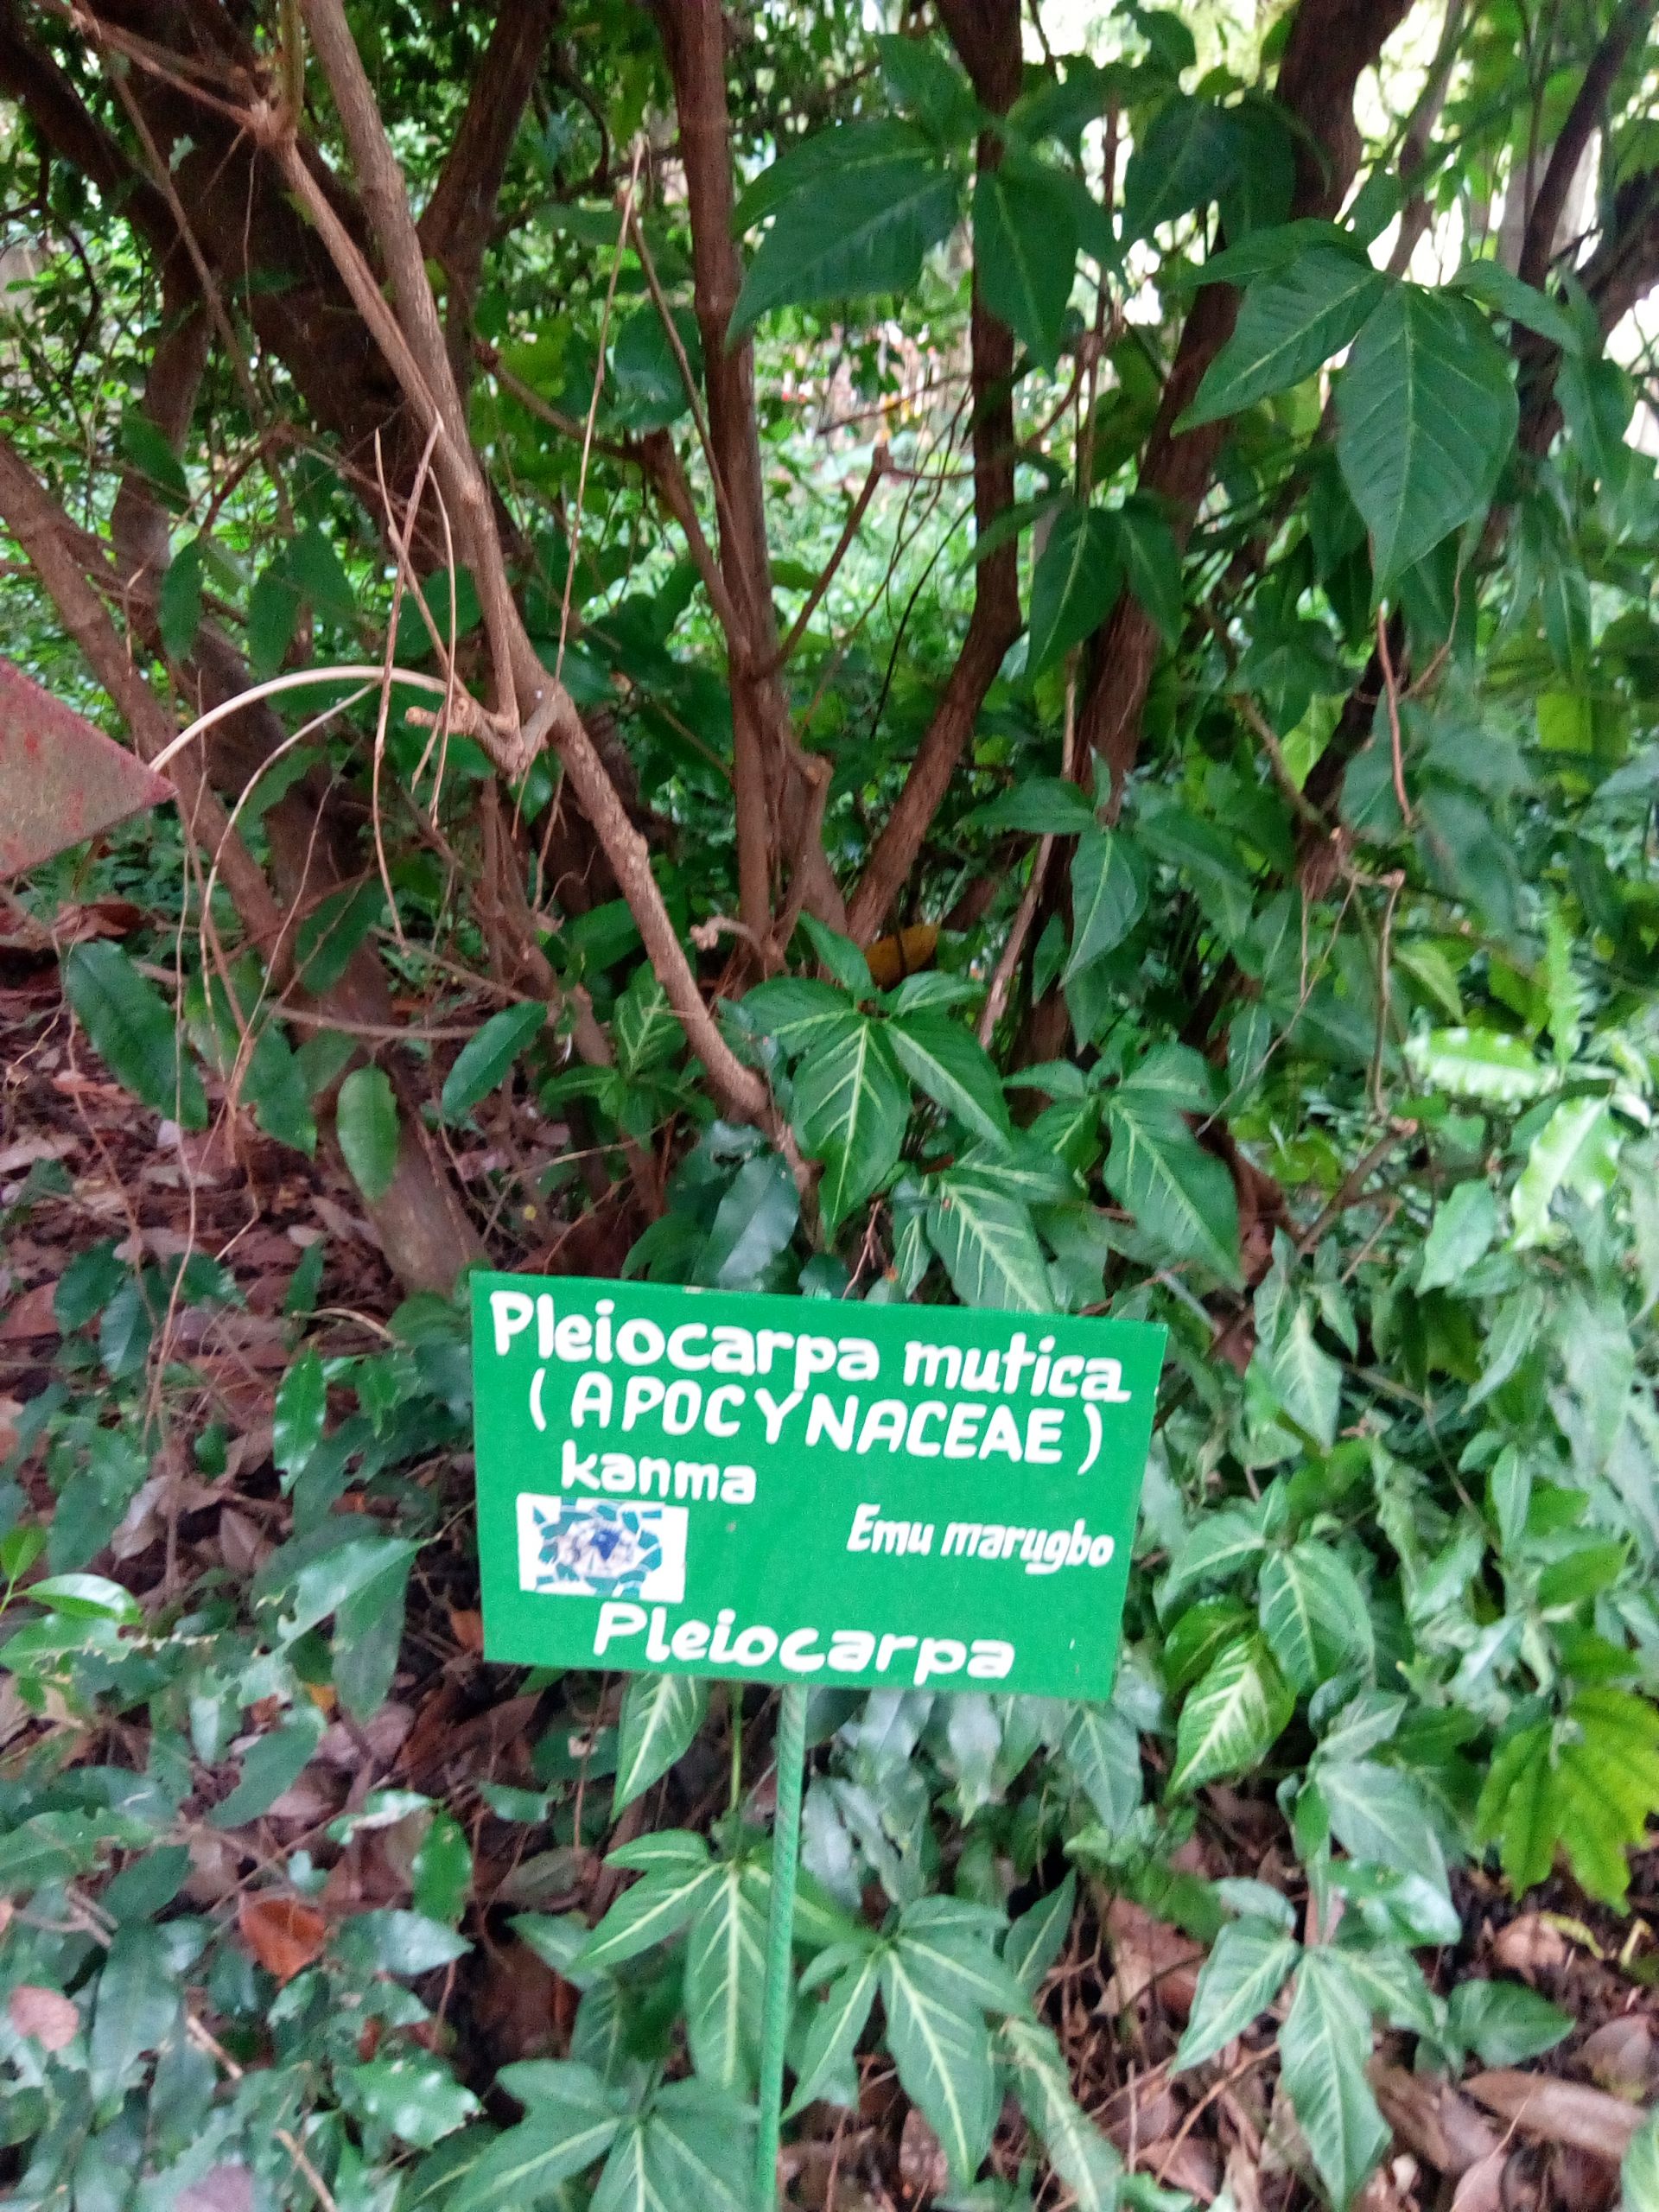 Pleiocarpa mutica
(APOCYNACEAE)
kanma
Emu marugbo
Pleiocarpa